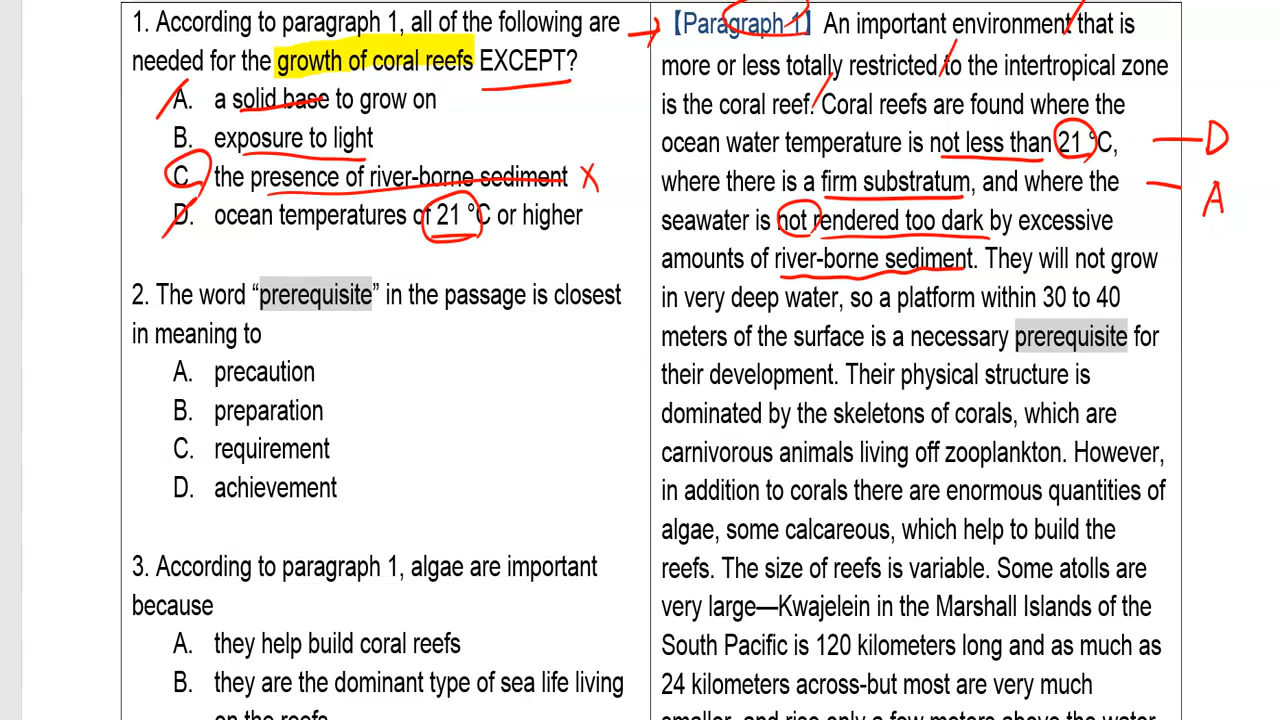 1. According to paragraph 1, all of the following are
needed for the growth of coral reefs EXCEPT?
A. a solid base to grow on
B. exposure to light
C. the presence of river-borne sediment X
D. ocean temperatures of 21 °C or higher
2. The word “prerequisite” in the passage is closest
in meaning to
A. precaution
B. preparation
C. requirement
D. achievement
3. According to paragraph 1, algae are important
because
A. they help build coral reefs
B. they are the dominant type of sea life living
on the reefs
【Paragraph 1】 An important environment that is
more or less totally restricted to the intertropical zone
is the coral reef. Coral reefs are found where the
ocean water temperature is not less than 21 °C, D
where there is a firm substratum, and where the A
seawater is not rendered too dark by excessive
amounts of river-borne sediment. They will not grow
in very deep water, so a platform within 30 to 40
meters of the surface is a necessary prerequisite for
their development. Their physical structure is
dominated by the skeletons of corals, which are
carnivorous animals living off zooplankton. However,
in addition to corals there are enormous quantities of
algae, some calcareous, which help to build the
reefs. The size of reefs is variable. Some atolls are
very large—Kwajelein in the Marshall Islands of the
South Pacific is 120 kilometers long and as much as
24 kilometers across-but most are very much
smaller, and rise only a few meters above the water.